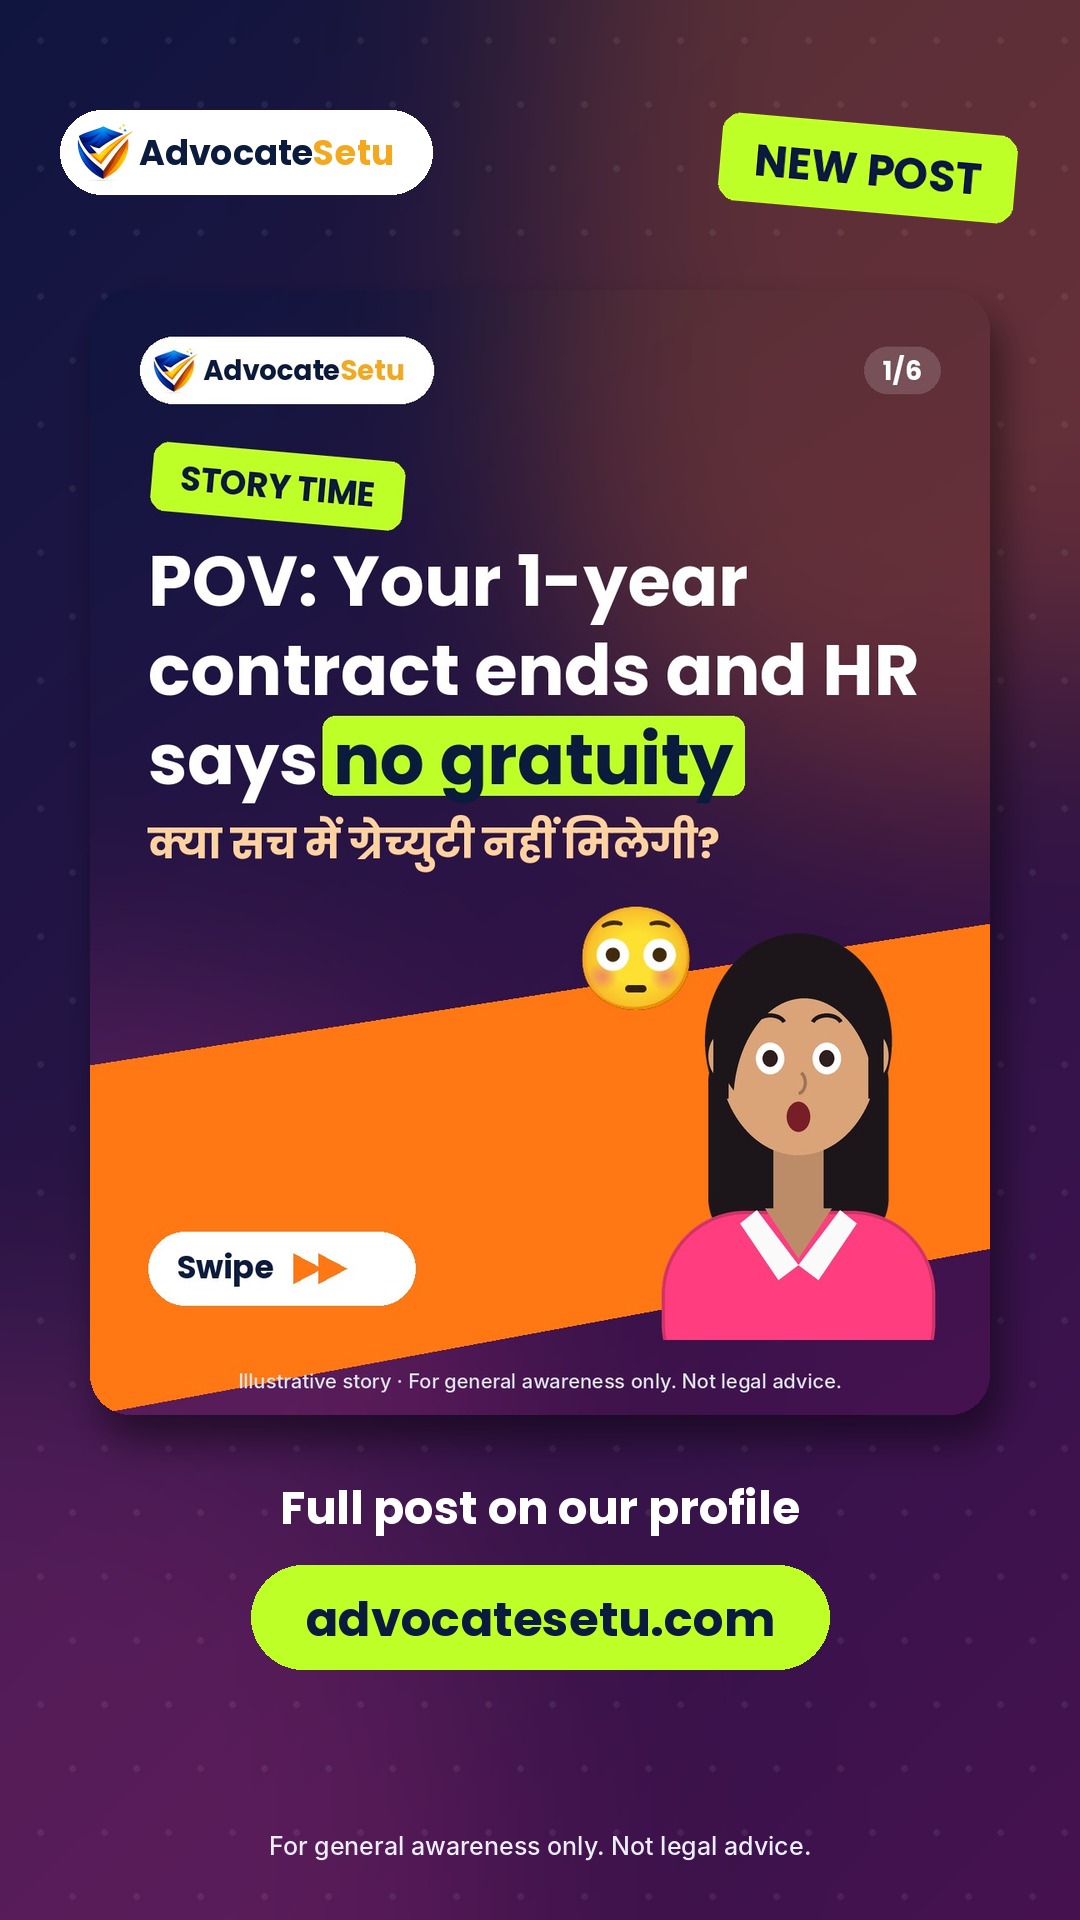 AdvocateSetu
NEW POST
AdvocateSetu
1/6
STORY TIME
POV: Your 1-year
contract ends and HR
says no gratuity
क्या सच में ग्रेच्युटी नहीं मिलेगी?
Swipe
Illustrative story · For general awareness only. Not legal advice.
Full post on our profile
advocatesetu.com
For general awareness only. Not legal advice.